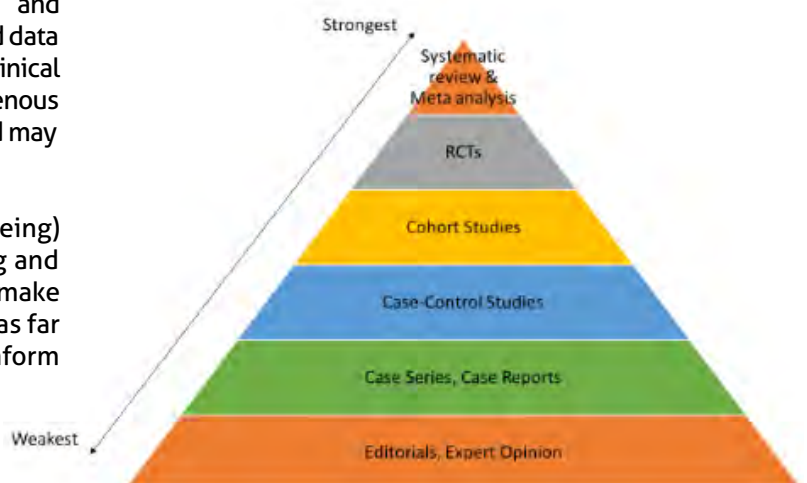 and
data
inical
enous
may
eing)
g and
make
as far
form
Strongest
Systematic
review &
Meta analysis
RCTs
Cohort Studies
Case-Control Studies
Case Series, Case Reports
Editorials, Expert Opinion
Weakest